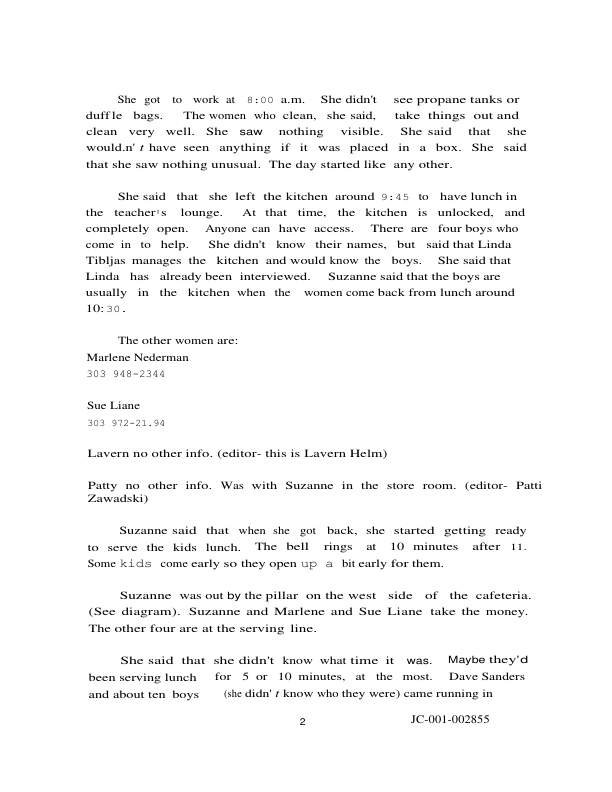 She got to work at 8:00 a.m. She didn't see propane tanks or
duffle bags. The women who clean, she said, take things out and
clean very well. She saw nothing visible. She said that she
would.n' t have seen anything if it was placed in a box. She said
that she saw nothing unusual. The day started like any other.
She said that she left the kitchen around 9:45 to have lunch in
the teacher's lounge. At that time, the kitchen is unlocked, and
completely open. Anyone can have access. There are four boys who
come in to help. She didn't know their names, but said that Linda
Tibljas manages the kitchen and would know the boys. She said that
Linda has already been interviewed. Suzanne said that the boys are
usually in the kitchen when the women come back from lunch around
10:30.
The other women are:
Marlene Nederman
303 948-2344
Sue Liane
303 972-21.94
Lavern no other info. (editor- this is Lavern Helm)
Patty no other info. Was with Suzanne in the store room. (editor- Patti
Zawadski)
Suzanne said that when she got back, she started getting ready
to serve the kids lunch. The bell rings at 10 minutes after 11.
Some kids come early so they open up a bit early for them.
Suzanne was out by the pillar on the west side of the cafeteria.
(See diagram). Suzanne and Marlene and Sue Liane take the money.
The other four are at the serving line.
She said that she didn't know what time it was. Maybe they'd
been serving lunch for 5 or 10 minutes, at the most. Dave Sanders
and about ten boys (she didn' t know who they were) came running in
2 JC-001-002855